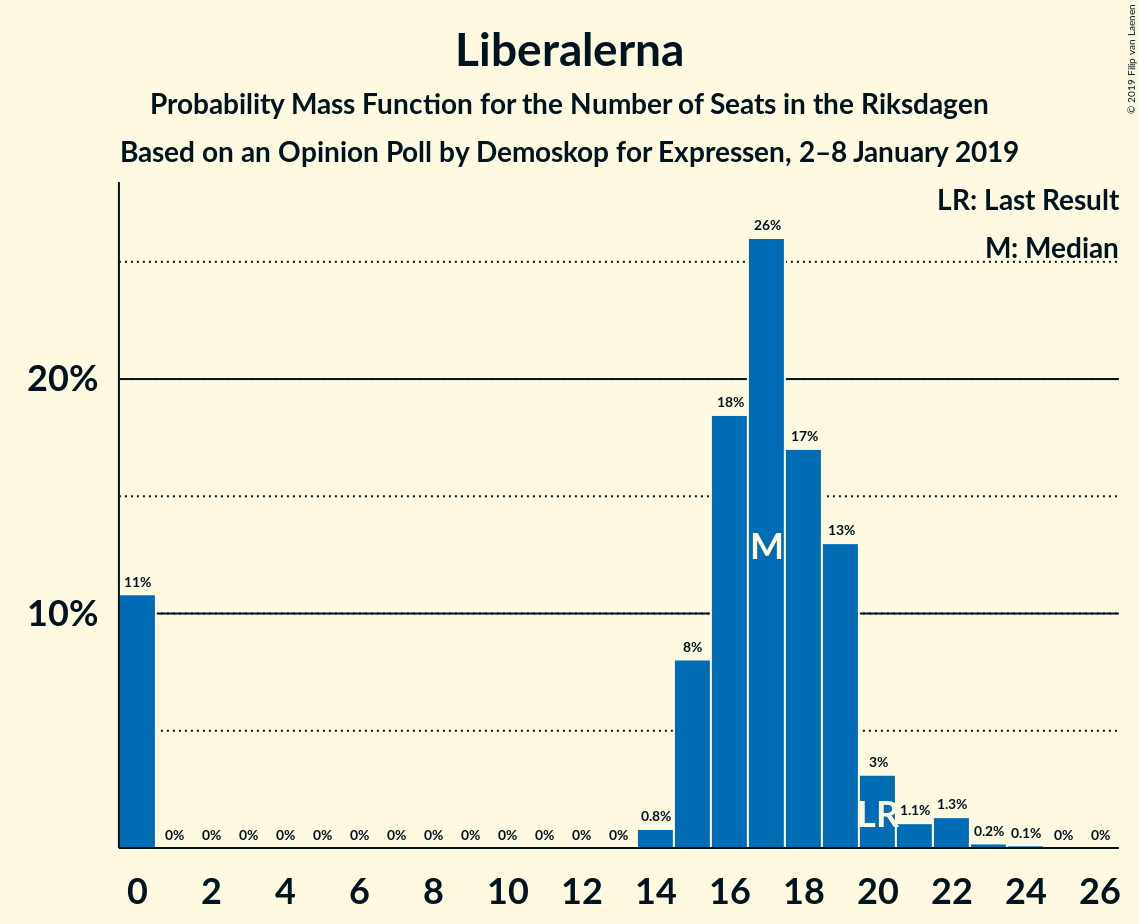 © 2019 Filip van Laenen
Liberalerna
Probability Mass Function for the Number of Seats in the Riksdagen
Based on an Opinion Poll by Demoskop for Expressen, 2–8 January 2019
LR: Last Result
M: Median
20%
10%
11% 0% 0% 0% 0% 0% 0% 0% 0% 0% 0% 0% 0% 0% 0.8% 8% 18% 26% 17% 13% 3% 1.1% 1.3% 0.2% 0.1% 0% 0%
M
LR
0 2 4 6 8 10 12 14 16 18 20 22 24 26